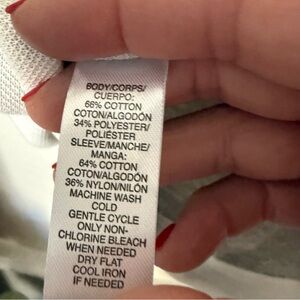 BODY/CORPS/
CUERPO:
66% COTTON
COTON/ALGODÓN
34% POLYESTER/
POLIÉSTER
SLEEVE/MANCHE/
MANGA:
64% COTTON
COTON/ALGODÓN
36% NYLON/NILÓN
MACHINE WASH
COLD
GENTLE CYCLE
ONLY NON-
CHLORINE BLEACH
WHEN NEEDED
DRY FLAT
COOL IRON
IF NEEDED